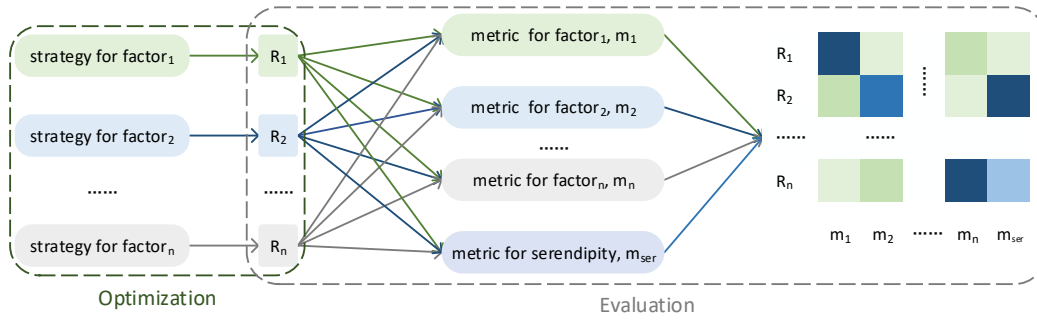 strategy for factor₁
R₁
strategy for factor₂
R₂
......
......
strategy for factorₙ
Rₙ
Optimization
metric for factor₁, m₁
metric for factor₂, m₂
......
metric for factorₙ, mₙ
metric for serendipity, mₛₑᵣ
Evaluation
R₁
......
R₂
...... ......
Rₙ
m₁ m₂ ...... mₙ mₛₑᵣ